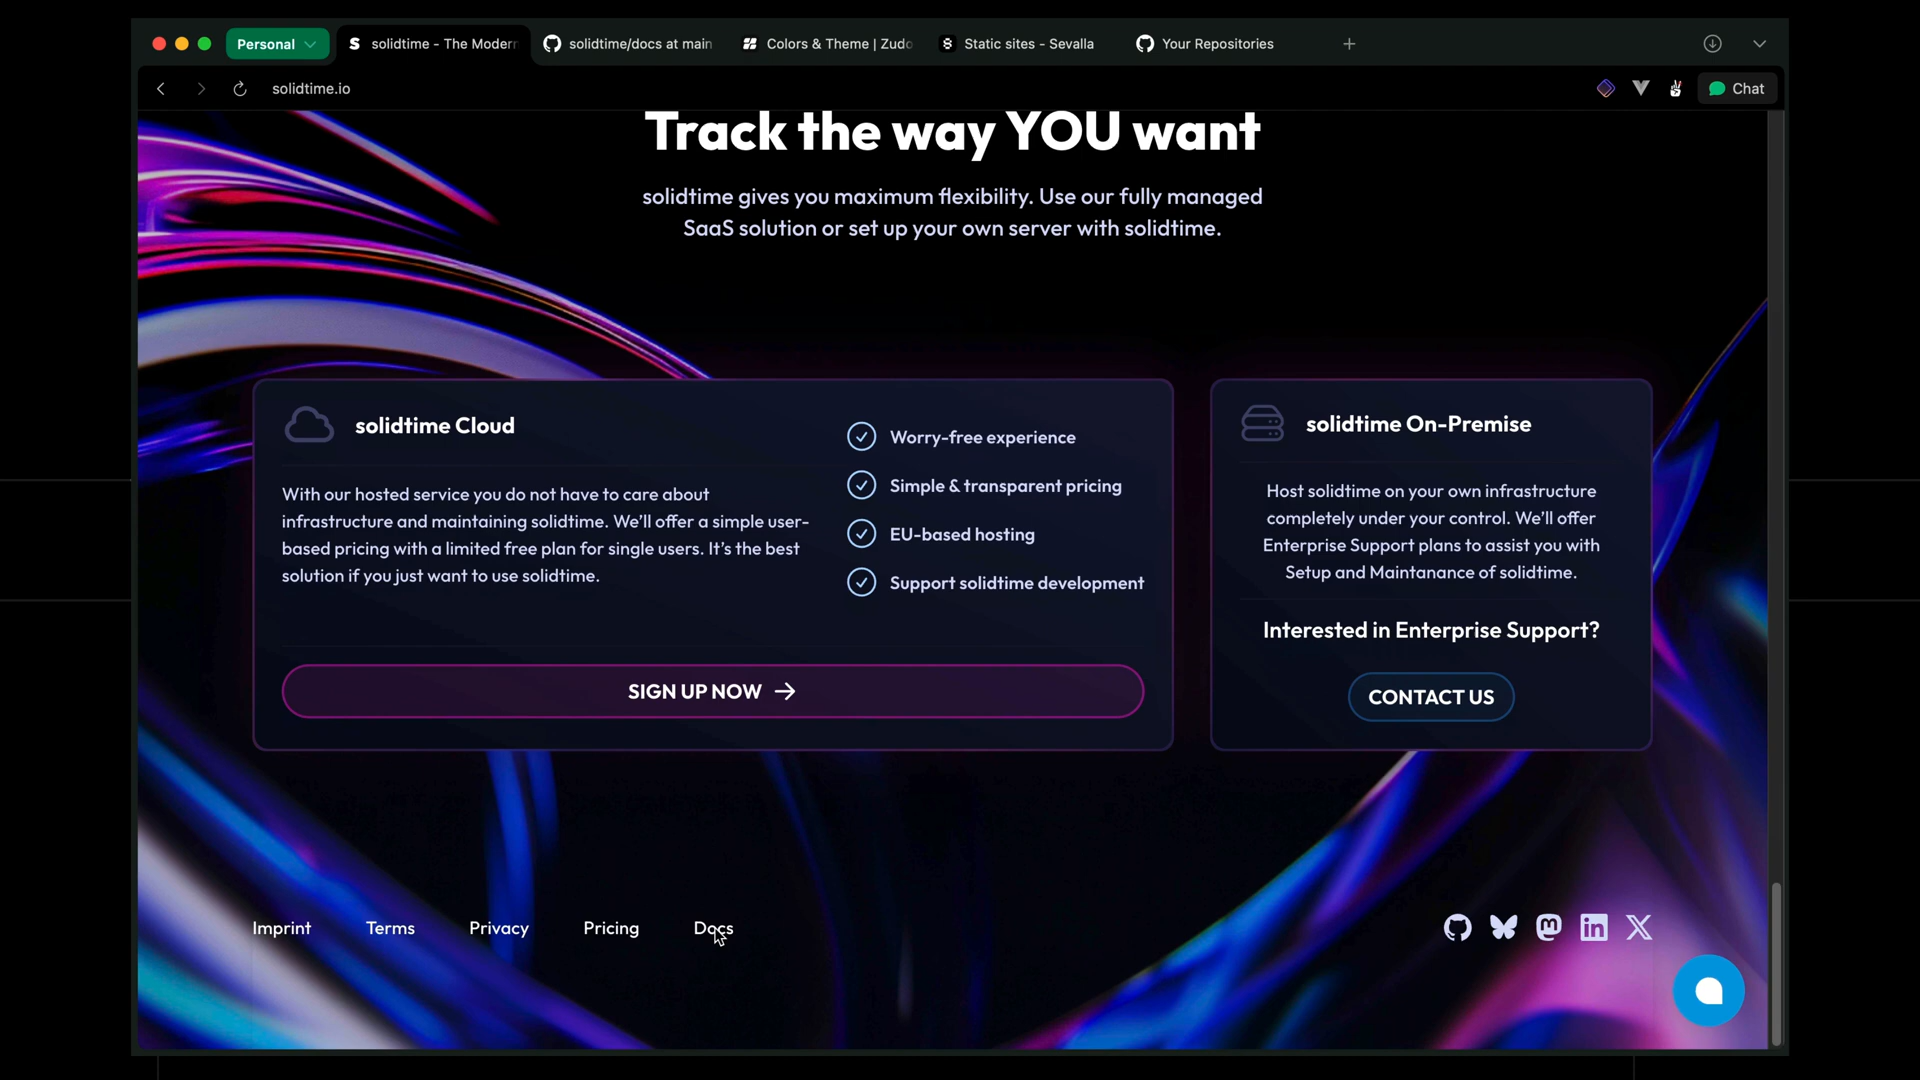 Personal
solidtime - The Modern
solidtime/docs at main
Colors & Theme | Zudo
Static sites - Sevalla
Your Repositories
solidtime.io
Chat
Track the way YOU want
solidtime gives you maximum flexibility. Use our fully managed
SaaS solution or set up your own server with solidtime.
solidtime Cloud
With our hosted service you do not have to care about
infrastructure and maintaining solidtime. We'll offer a simple user-
based pricing with a limited free plan for single users. It's the best
solution if you just want to use solidtime.
Worry-free experience
Simple & transparent pricing
EU-based hosting
Support solidtime development
SIGN UP NOW →
solidtime On-Premise
Host solidtime on your own infrastructure
completely under your control. We'll offer
Enterprise Support plans to assist you with
Setup and Maintanance of solidtime.
Interested in Enterprise Support?
CONTACT US
Imprint
Terms
Privacy
Pricing
Docs